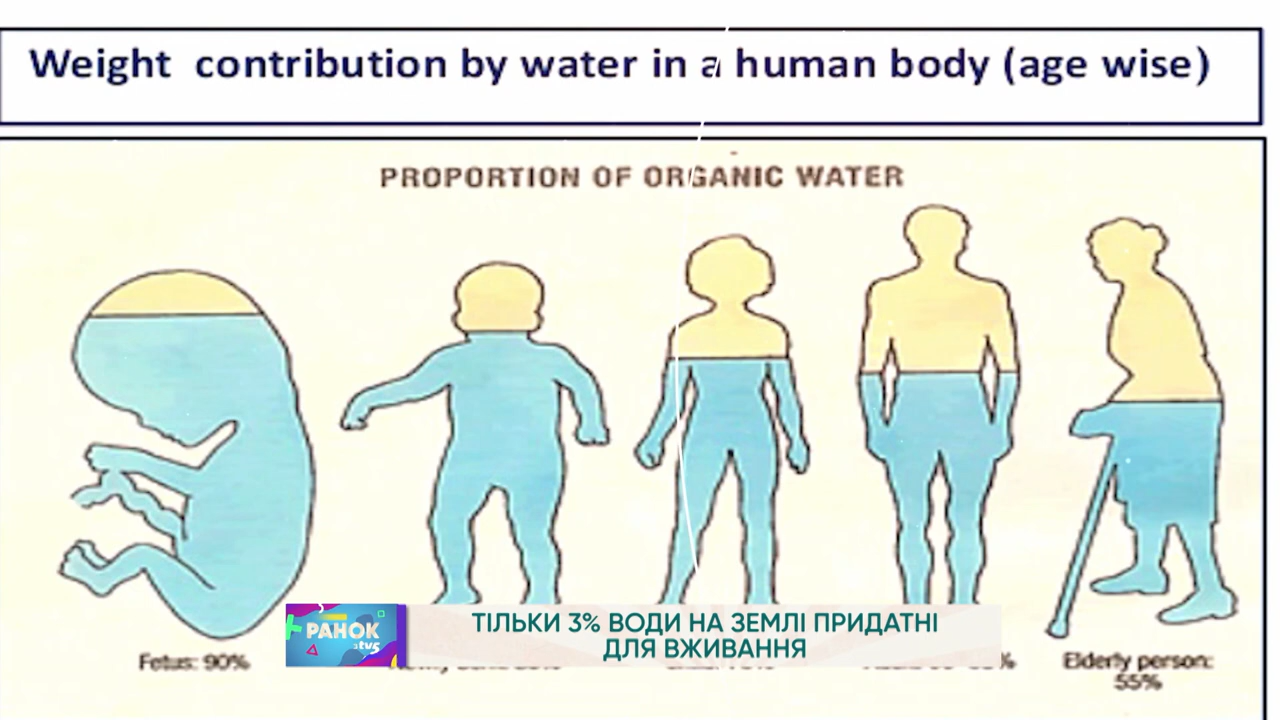 Weight contribution by water in a human body (age wise)
PROPORTION OF ORGANIC WATER
РАНОК
tv5
ТІЛЬКИ 3% ВОДИ НА ЗЕМЛІ ПРИДАТНІ
ДЛЯ ВЖИВАННЯ
Fetus: 90%
Elderly person:
55%